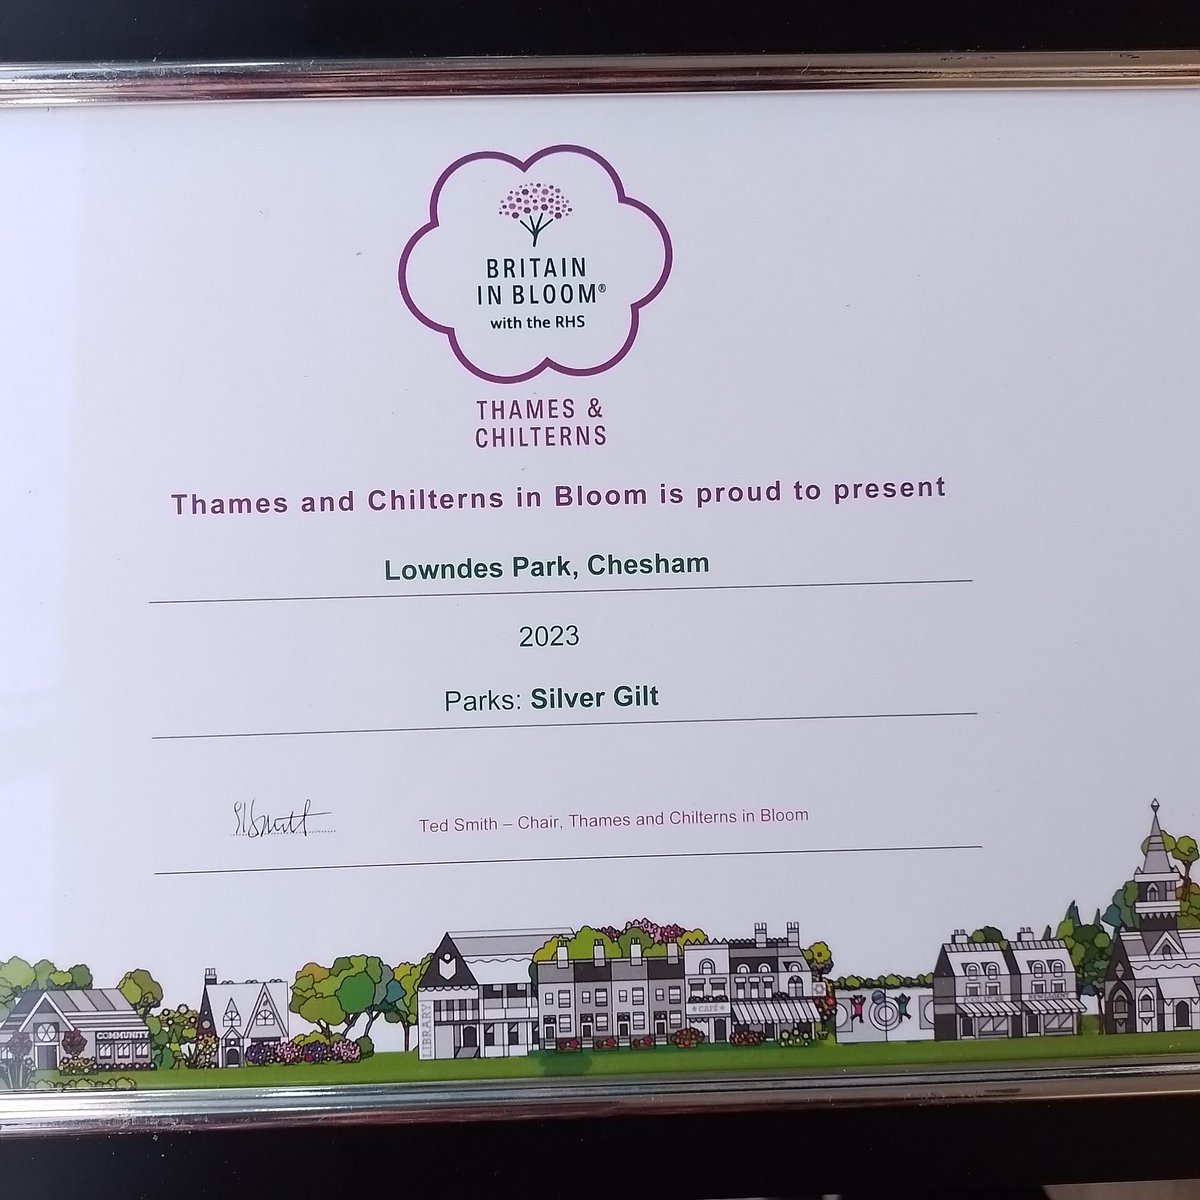 BRITAIN
IN BLOOM®
with the RHS
THAMES &
CHILTERNS
Thames and Chilterns in Bloom is proud to present
Lowndes Park, Chesham
2023
Parks: Silver Gilt
Ted Smith – Chair, Thames and Chilterns in Bloom
COMMUNITY
LIBRARY
CAFE